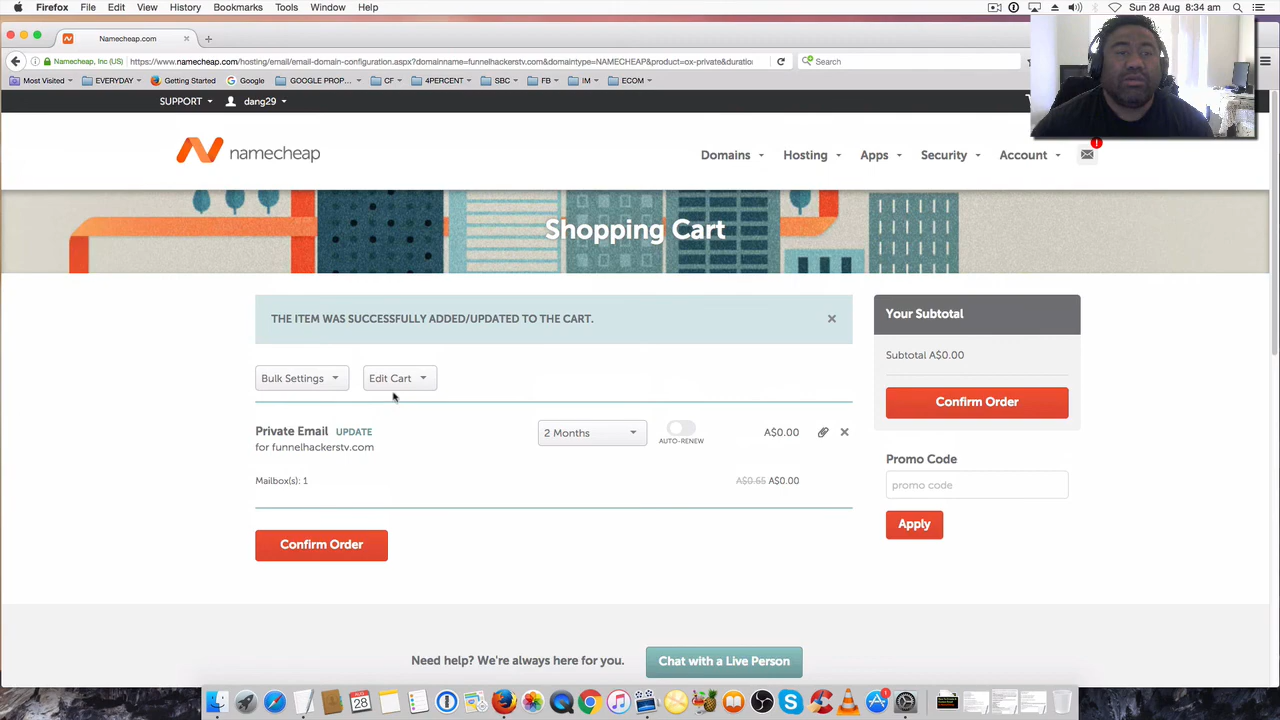 Firefox File Edit View History Bookmarks Tools Window Help Sun 28 Aug 8:34 am
Namecheap.com
Namecheap, Inc (US) https://www.namecheap.com/hosting/email/email-domain-configuration.aspx?domainname=funnelhackerstv.com&domaintype=NAMECHEAP&product=ox-private&duratio Search
Most Visited EVERYDAY Getting Started Google GOOGLE PROP... CF 4PERCENT SBC FB IM ECOM
SUPPORT dang29
namecheap Domains Hosting Apps Security Account
Shopping Cart
THE ITEM WAS SUCCESSFULLY ADDED/UPDATED TO THE CART.
Your Subtotal
Subtotal A$0.00
Bulk Settings Edit Cart
Confirm Order
Private Email UPDATE 2 Months A$0.00
AUTO-RENEW
for funnelhackerstv.com
Promo Code
Mailbox(s): 1 A$0.65 A$0.00
promo code
Apply
Confirm Order
Need help? We're always here for you. Chat with a Live Person